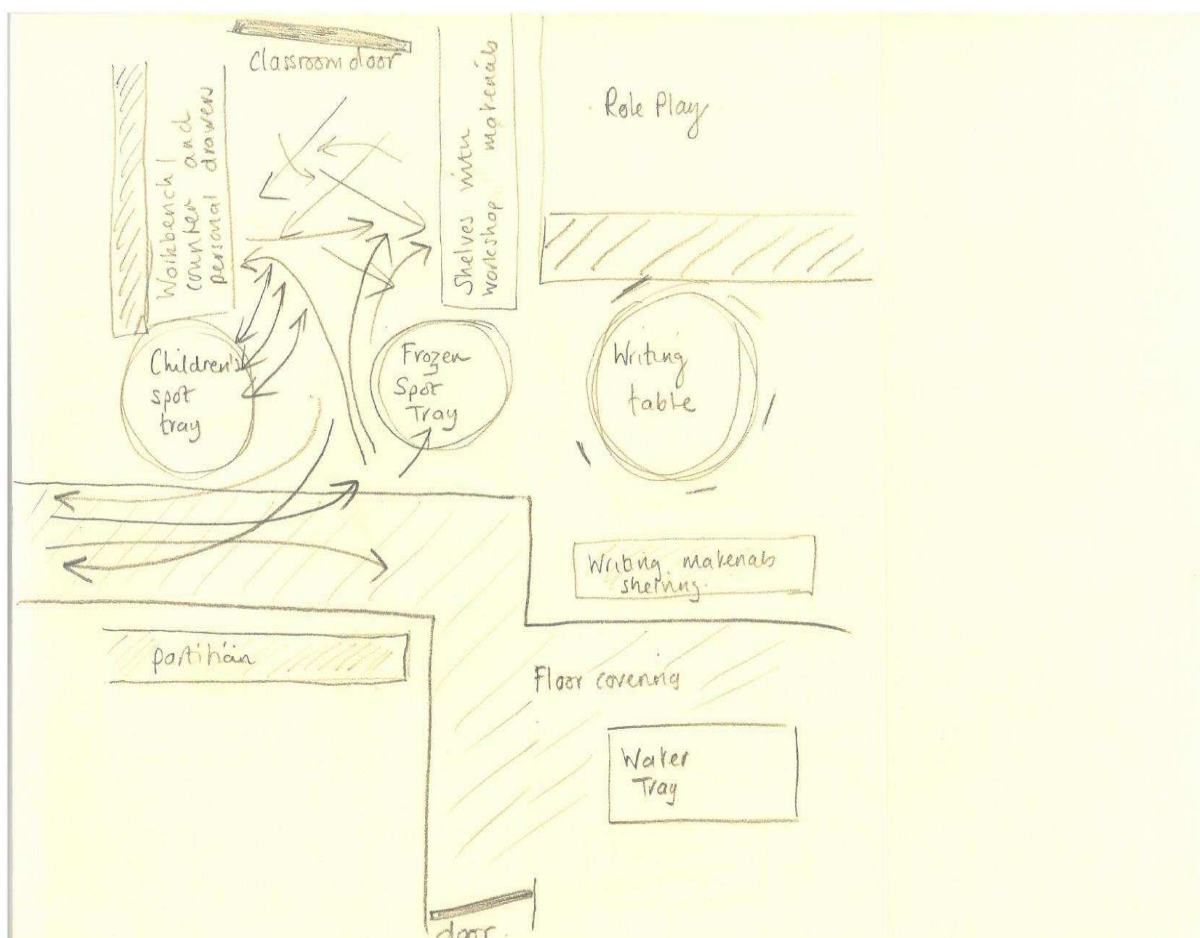 Classroom door
Workbench /
counter and
personal drawers
Shelves with
workshop materials
Role Play
Children's
spot
tray
Frozen
Spot
Tray
Writing
table
Writing materials
shelving.
partition
Floor covering
Water
Tray
door.